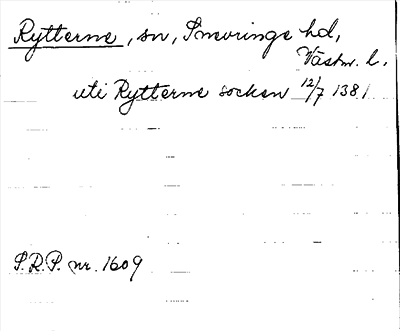 Rytterne, sn, Snevringe hd,
Västm. l.
uti Rytterne socken 12/7 1381
S.R.P. nr. 1609